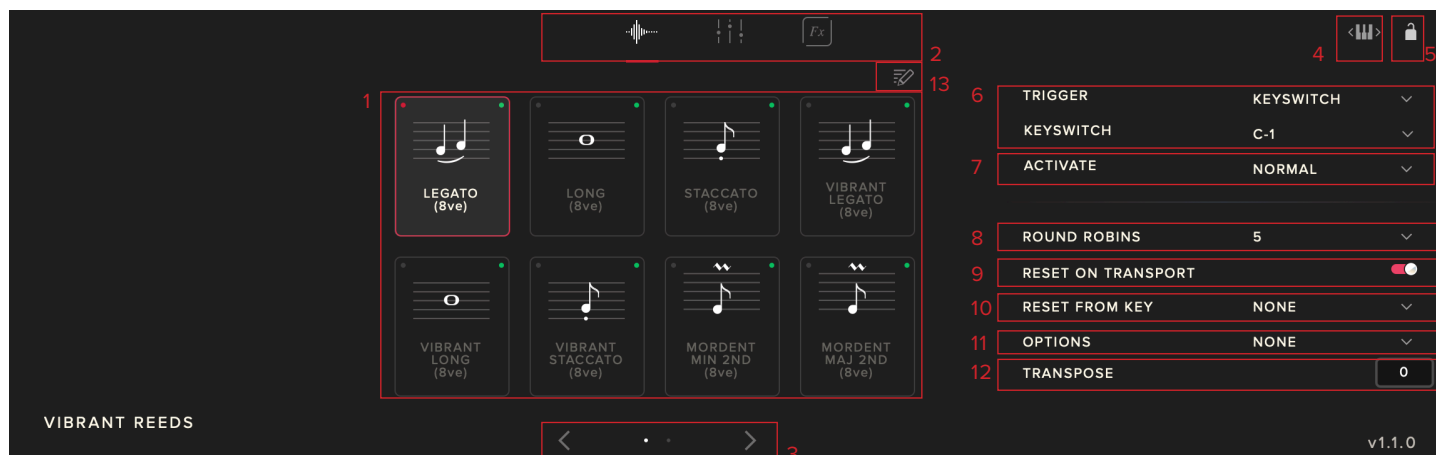 Fx
2
4
5
13
1
LEGATO
(8ve)
LONG
(8ve)
STACCATO
(8ve)
VIBRANT
LEGATO
(8ve)
VIBRANT
LONG
(8ve)
VIBRANT
STACCATO
(8ve)
MORDENT
MIN 2ND
(8ve)
MORDENT
MAJ 2ND
(8ve)
6 TRIGGER KEYSWITCH
KEYSWITCH C-1
7 ACTIVATE NORMAL
8 ROUND ROBINS 5
9 RESET ON TRANSPORT
10 RESET FROM KEY NONE
11 OPTIONS NONE
12 TRANSPOSE 0
VIBRANT REEDS
3
v1.1.0